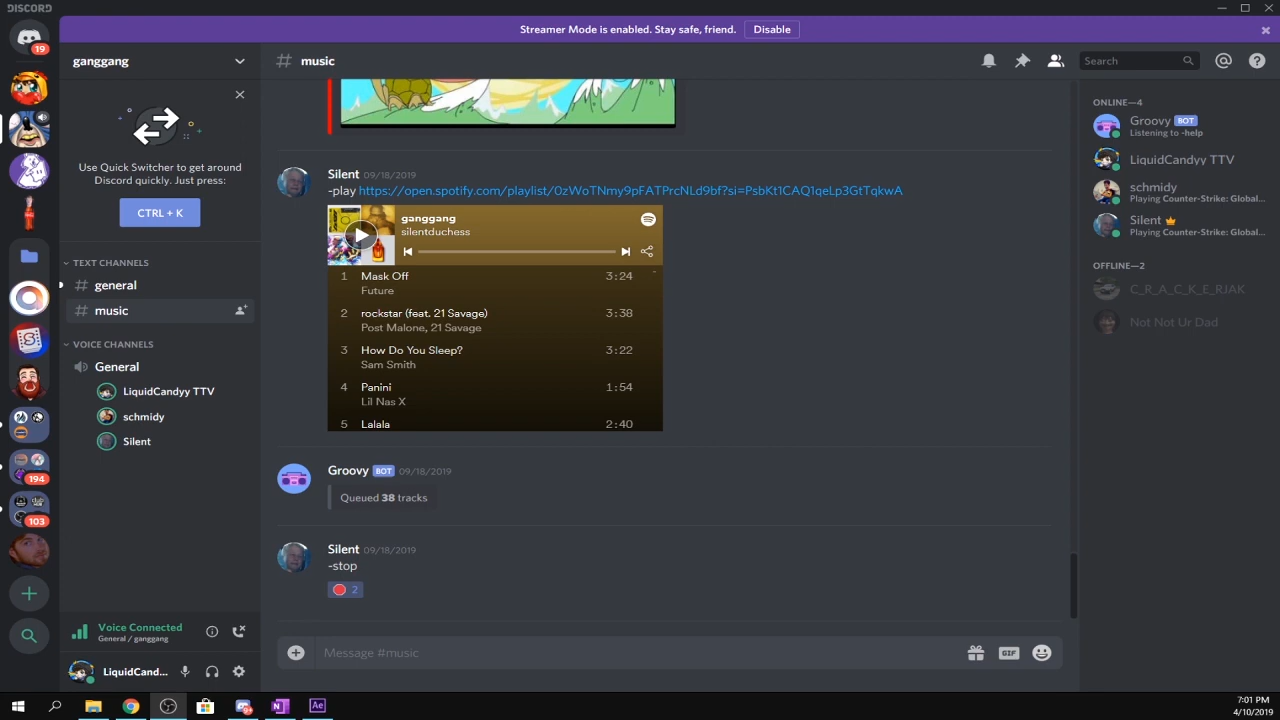 DISCORD
Streamer Mode is enabled. Stay safe, friend.
Disable
19
194
103
ganggang
Use Quick Switcher to get around
Discord quickly. Just press:
CTRL + K
TEXT CHANNELS
# general
# music
VOICE CHANNELS
General
LiquidCandyy TTV
schmidy
Silent
Voice Connected
General / ganggang
LiquidCand...
# music
Search
Silent 09/18/2019
-play https://open.spotify.com/playlist/0zWoTNmy9pFATPrcNLd9bf?si=PsbKt1CAQ1qeLp3GtTqkwA
ganggang
silentduchess
1 Mask Off 3:24
Future
2 rockstar (feat. 21 Savage) 3:38
Post Malone, 21 Savage
3 How Do You Sleep? 3:22
Sam Smith
4 Panini 1:54
Lil Nas X
5 Lalala 2:40
Groovy BOT 09/18/2019
Queued 38 tracks
Silent 09/18/2019
-stop
2
Message #music
GIF
ONLINE—4
Groovy BOT
Listening to -help
LiquidCandyy TTV
schmidy
Playing Counter-Strike: Global...
Silent
Playing Counter-Strike: Global...
OFFLINE—2
C_R_A_C_K_E_RJAK
Not Not Ur Dad
9+
N
Ae
7:01 PM
4/10/2019